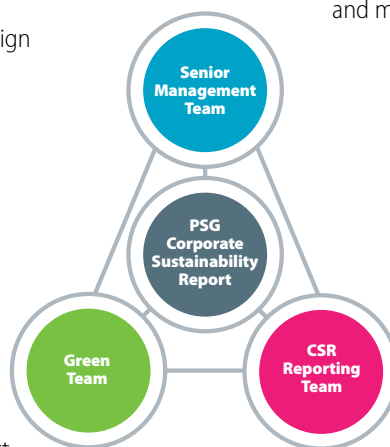 and m
ign
Senior
Management
Team
PSG
Corporate
Sustainability
Report
Green
Team
CSR
Reporting
Team